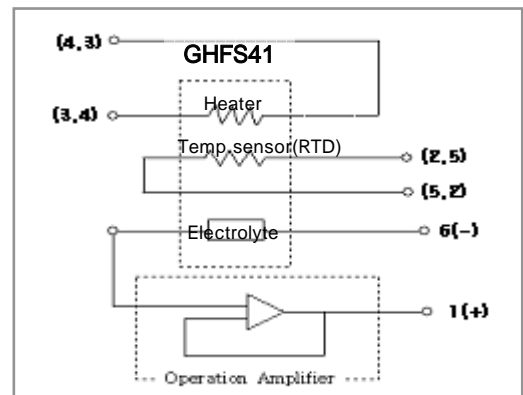 (4,3)
GHFS41
Heater
(3,4)
Temp.sensor(RTD)
(2,5)
(5,2)
Electrolyte
6(-)
1(+)
Operation Amplifier